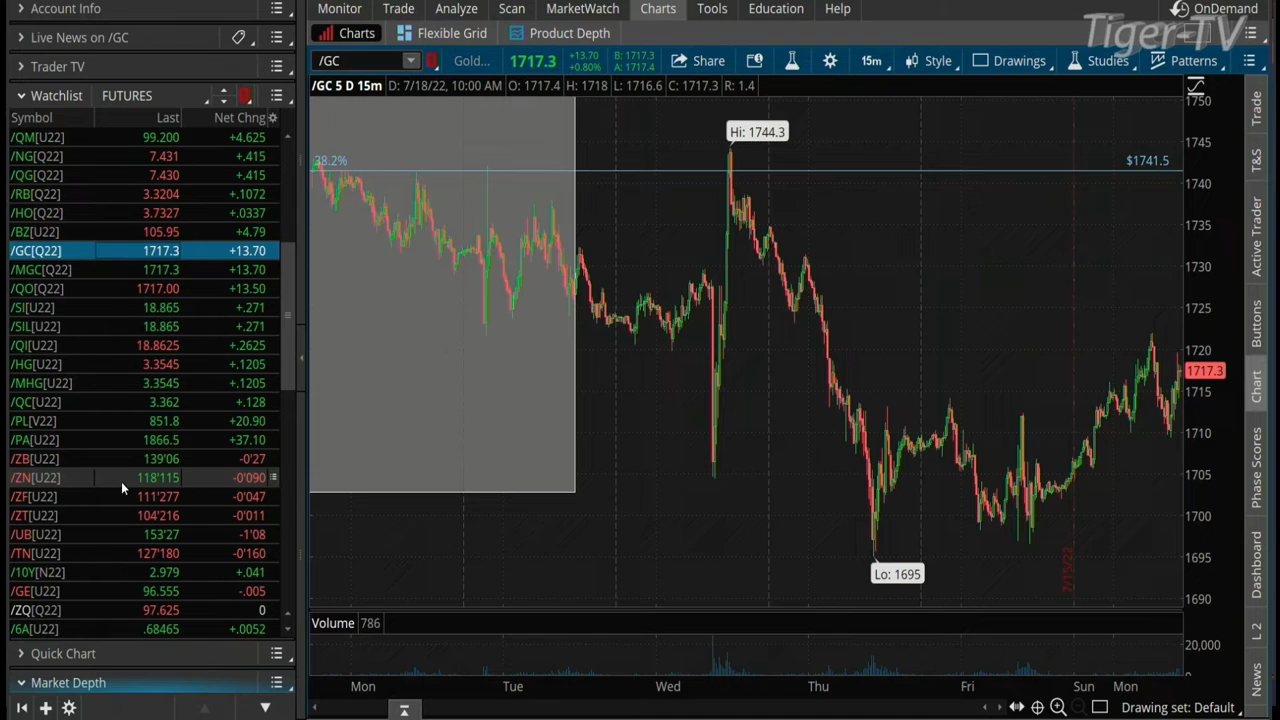 Account Info
Monitor Trade Analyze Scan MarketWatch Charts Tools Education Help OnDemand
Tiger-TV
Live News on /GC
Charts Flexible Grid Product Depth
Trader TV
/GC Gold... 1717.3 +13.70 +0.80% B: 1717.3 A: 1717.4 Share 15m Style Drawings Studies Patterns
Watchlist FUTURES
/GC 5 D 15m D: 7/18/22, 10:00 AM O: 1717.4 H: 1718 L: 1716.6 C: 1717.3 R: 1.4
Symbol Last Net Chng
/QM[U22] 99.200 +4.625
/NG[Q22] 7.431 +.415
/QG[Q22] 7.430 +.415
/RB[Q22] 3.3204 +.1072
/HO[Q22] 3.7327 +.0337
/BZ[U22] 105.95 +4.79
/GC[Q22] 1717.3 +13.70
/MGC[Q22] 1717.3 +13.70
/QO[Q22] 1717.00 +13.50
/SI[U22] 18.865 +.271
/SIL[U22] 18.865 +.271
/QI[U22] 18.8625 +.2625
/HG[U22] 3.3545 +.1205
/MHG[U22] 3.3545 +.1205
/QC[U22] 3.362 +.128
/PL[V22] 851.8 +20.90
/PA[U22] 1866.5 +37.10
/ZB[U22] 139'06 -0'27
/ZN[U22] 118'115 -0'090
/ZF[U22] 111'277 -0'047
/ZT[U22] 104'216 -0'011
/UB[U22] 153'27 -1'08
/TN[U22] 127'180 -0'160
/10Y[N22] 2.979 +.041
/GE[U22] 96.555 -.005
/ZQ[Q22] 97.625 0
/6A[U22] .68465 +.0052
Quick Chart
Market Depth
38.2%
Hi: 1744.3
$1741.5
Lo: 1695
7/15/22
1750
1745
1740
1735
1730
1725
1720
1717.3
1715
1710
1705
1700
1695
1690
Volume 786
20,000
Mon Tue Wed Thu Fri Sun Mon
Drawing set: Default
Trade
T&S
Active Trader
Buttons
Chart
Phase Scores
Dashboard
L 2
News